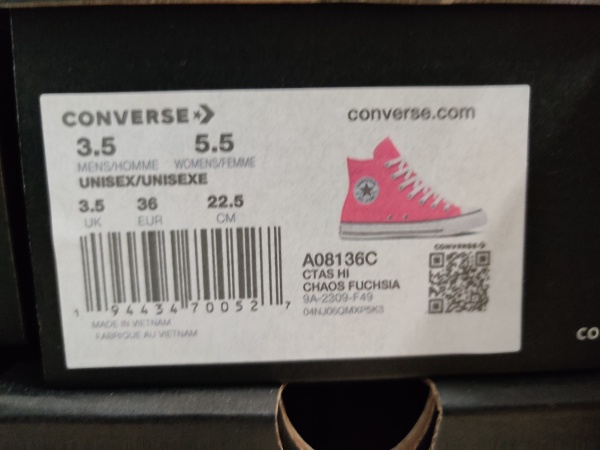 CONVERSE
converse.com
3.5 5.5
MENS/HOMME WOMENS/FEMME
UNISEX/UNISEXE
3.5 36 22.5
UK EUR CM
A08136C
CTAS HI
CHAOS FUCHSIA
9A-2309-F49
CONVERSE
1 94434 70052 7
MADE IN VIETNAM
FABRIQUE AU VIETNAM
CO